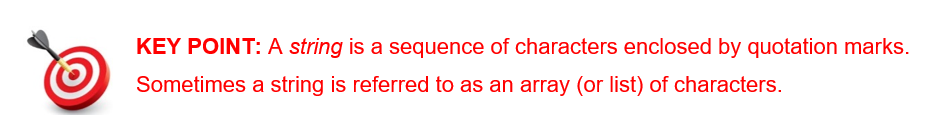 KEY POINT: A string is a sequence of characters enclosed by quotation marks.
Sometimes a string is referred to as an array (or list) of characters.